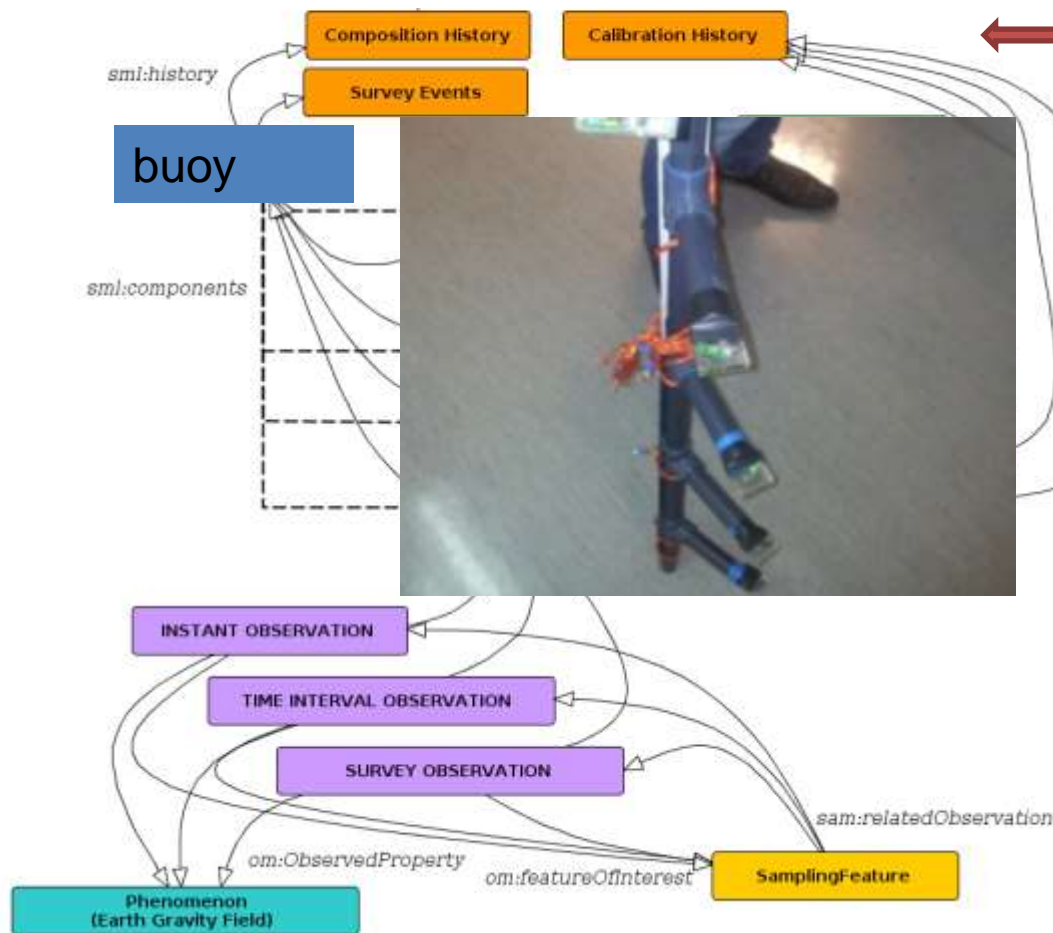 Composition History
Calibration History
sml:history
Survey Events
buoy
sml:components
INSTANT OBSERVATION
TIME INTERVAL OBSERVATION
SURVEY OBSERVATION
sam:relatedObservation
om:ObservedProperty
om:featureOfInterest
SamplingFeature
Phenomenon
(Earth Gravity Field)